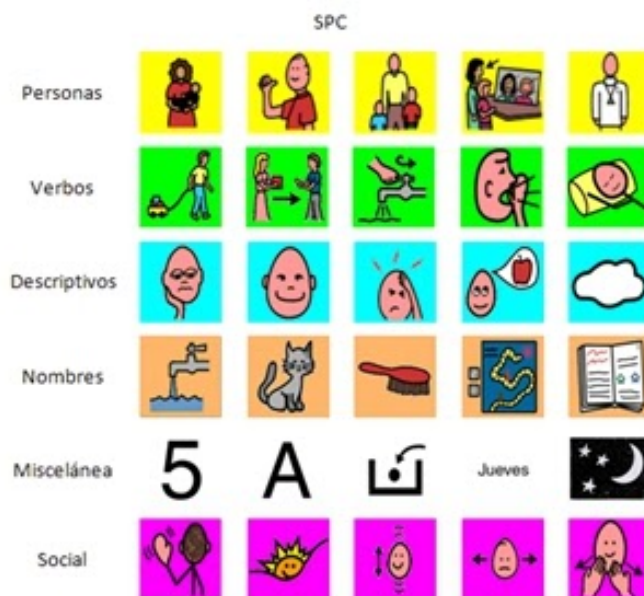 SPC
Personas
Verbos
Descriptivos
Nombres
Miscelánea
5
A
Jueves
Social